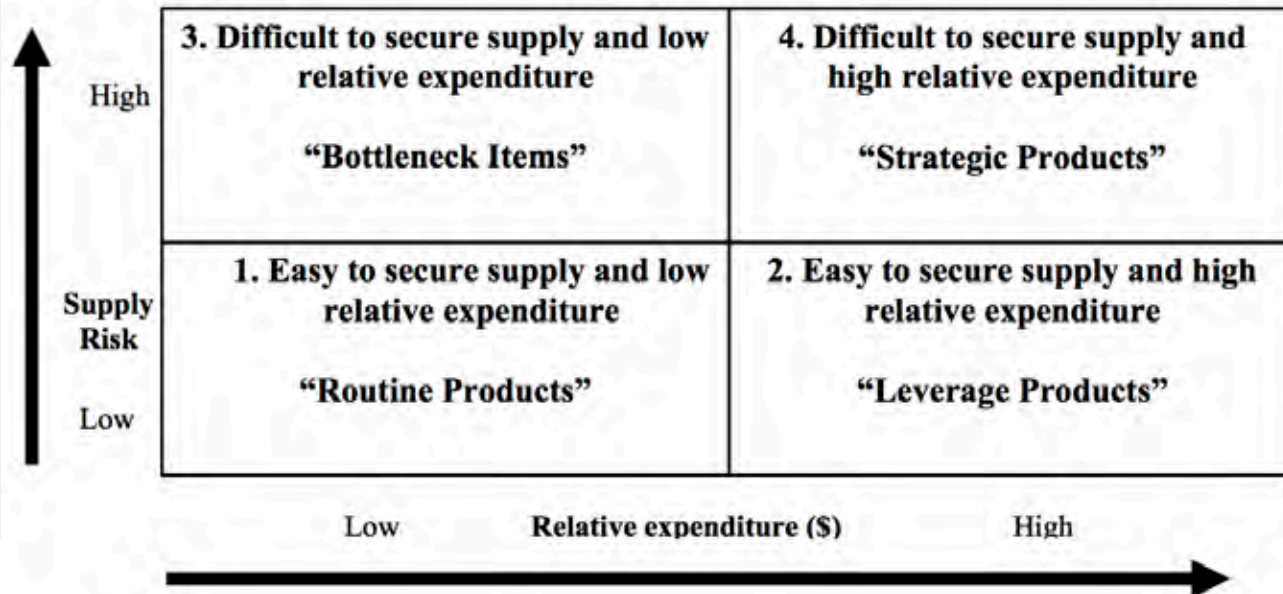 3. Difficult to secure supply and low
relative expenditure
“Bottleneck Items”
4. Difficult to secure supply and
high relative expenditure
“Strategic Products”
High
1. Easy to secure supply and low
relative expenditure
“Routine Products”
2. Easy to secure supply and high
relative expenditure
“Leverage Products”
Supply
Risk
Low
Low
Relative expenditure ($)
High